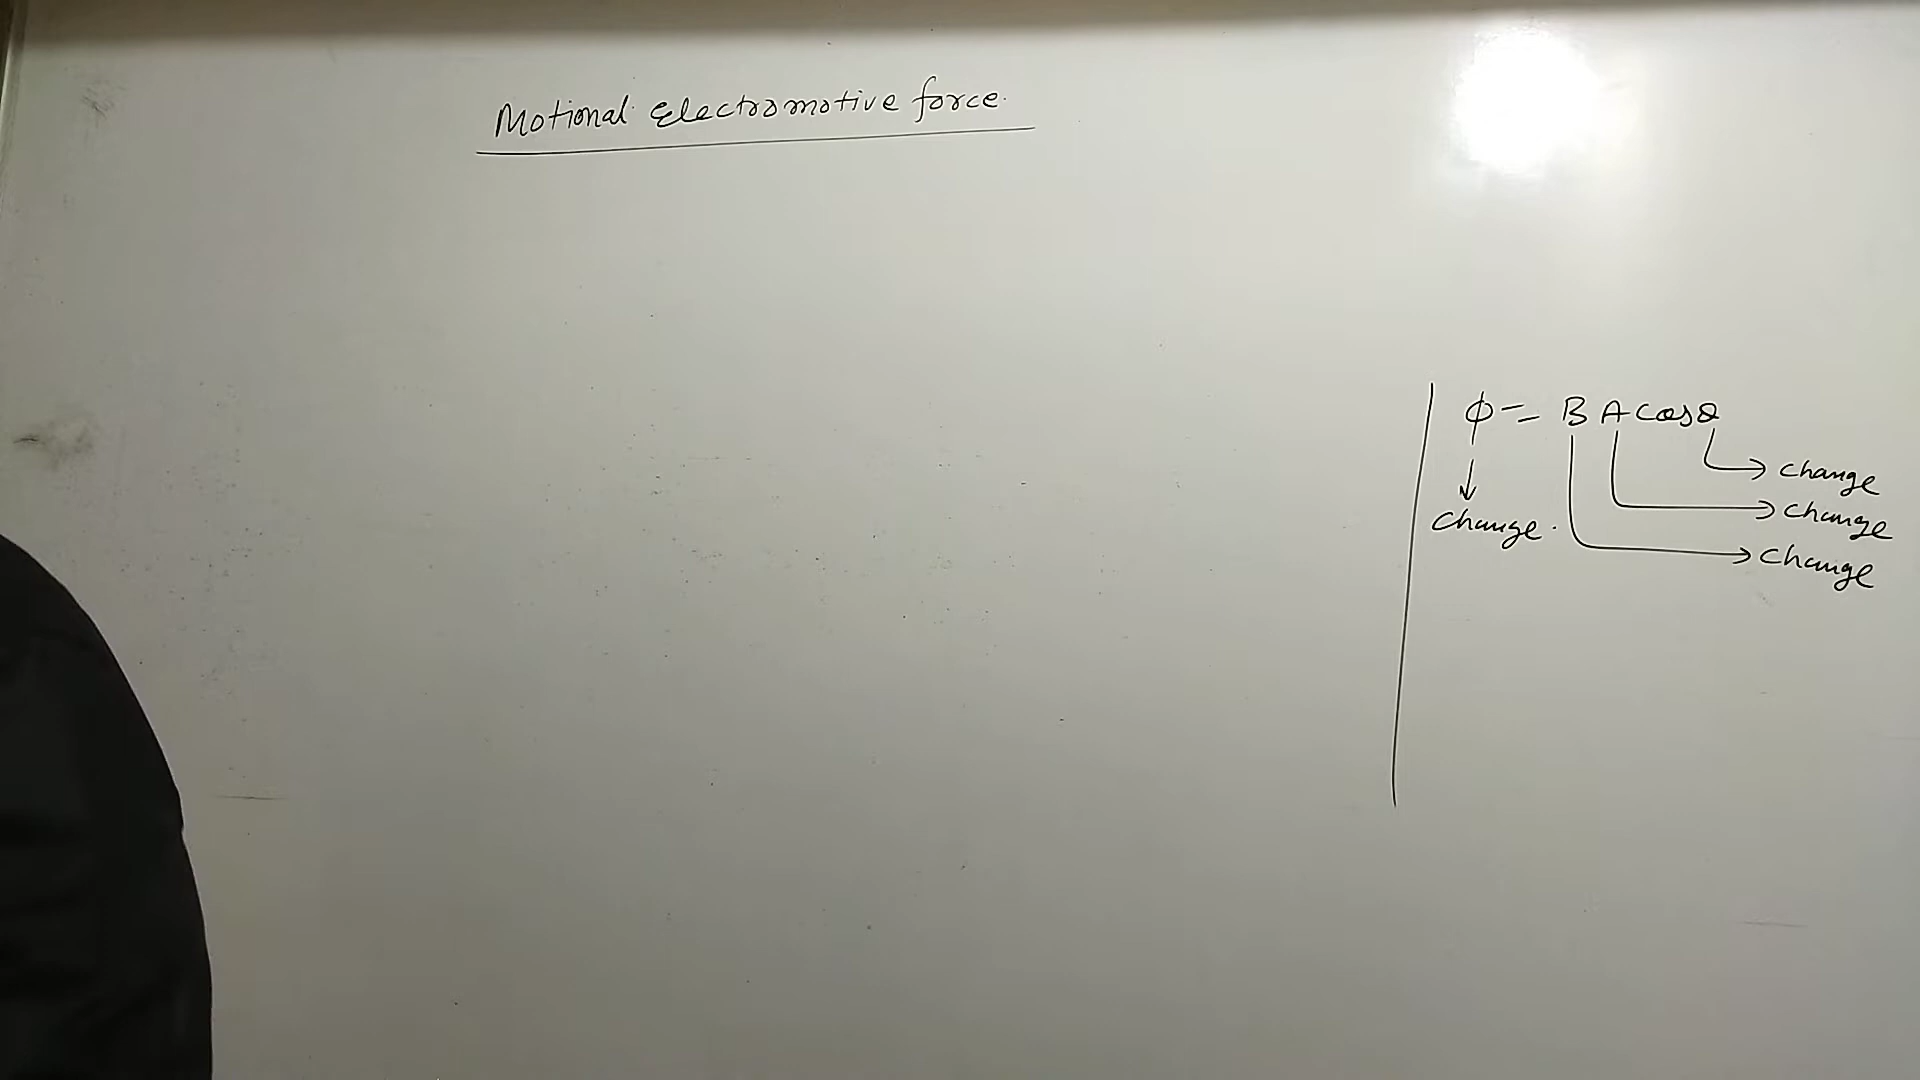 Motional Electromotive force.
ϕ = B A cosθ
change
change
change.
change